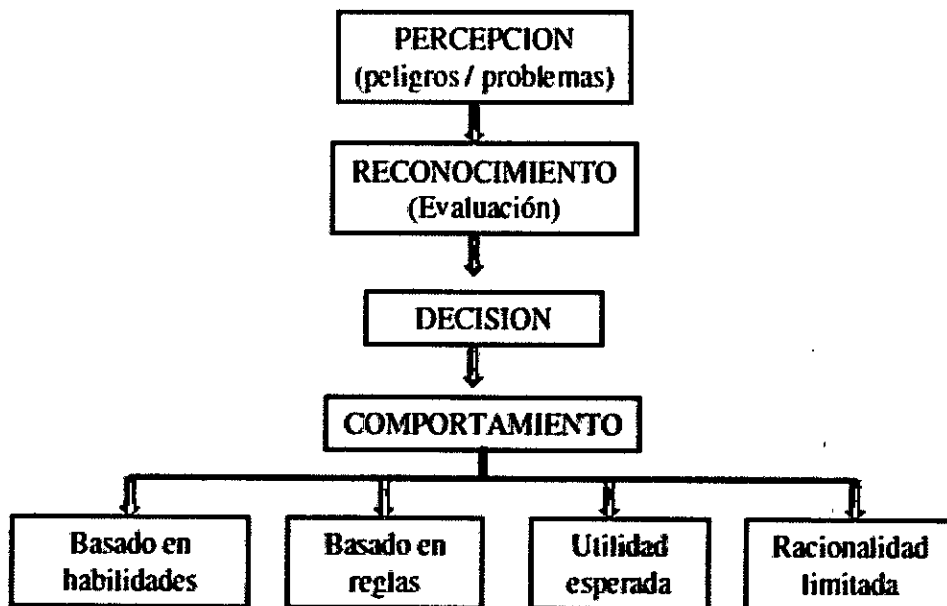 PERCEPCION
(peligros / problemas)
RECONOCIMIENTO
(Evaluación)
DECISION
COMPORTAMIENTO
Basado en
habilidades
Basado en
reglas
Utilidad
esperada
Racionalidad
limitada